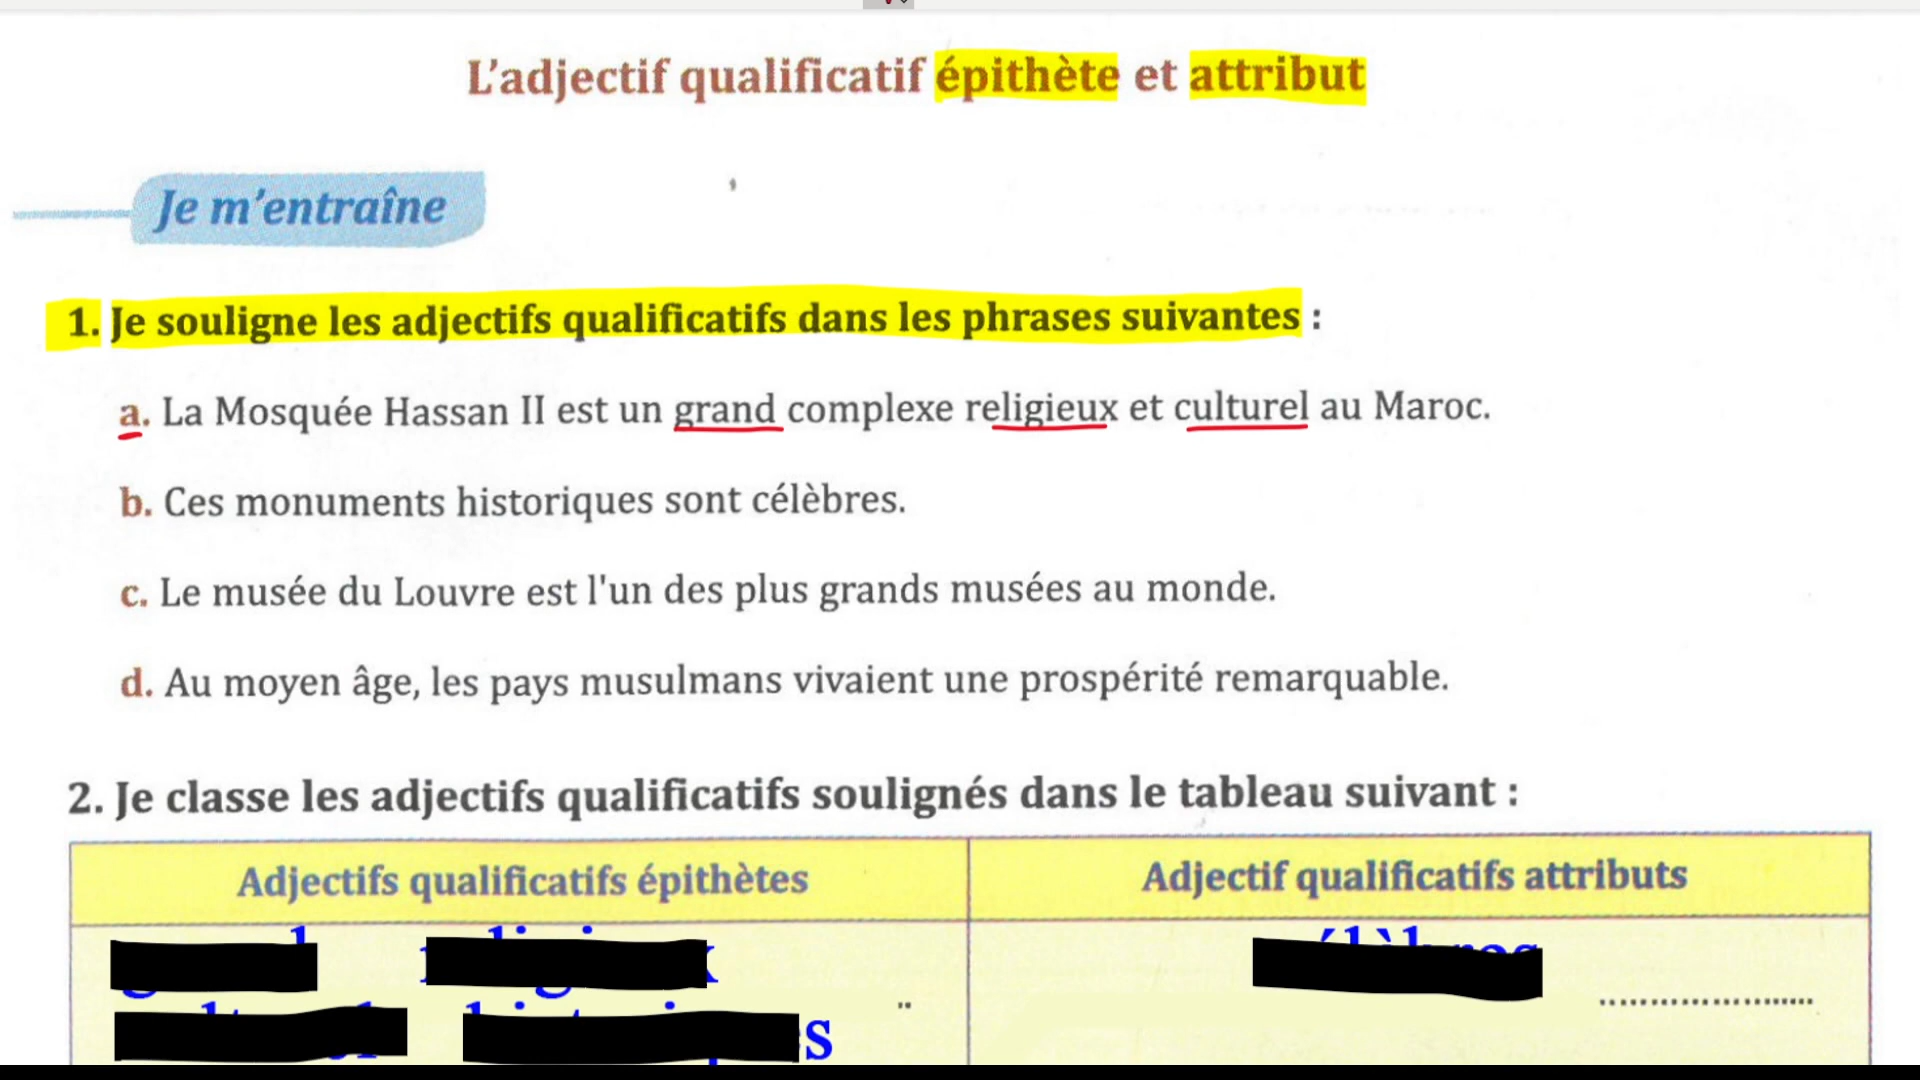 L'adjectif qualificatif épithète et attribut
Je m'entraîne
1. Je souligne les adjectifs qualificatifs dans les phrases suivantes :
a. La Mosquée Hassan II est un grand complexe religieux et culturel au Maroc.
b. Ces monuments historiques sont célèbres.
c. Le musée du Louvre est l'un des plus grands musées au monde.
d. Au moyen âge, les pays musulmans vivaient une prospérité remarquable.
2. Je classe les adjectifs qualificatifs soulignés dans le tableau suivant :
Adjectifs qualificatifs épithètes
Adjectif qualificatifs attributs